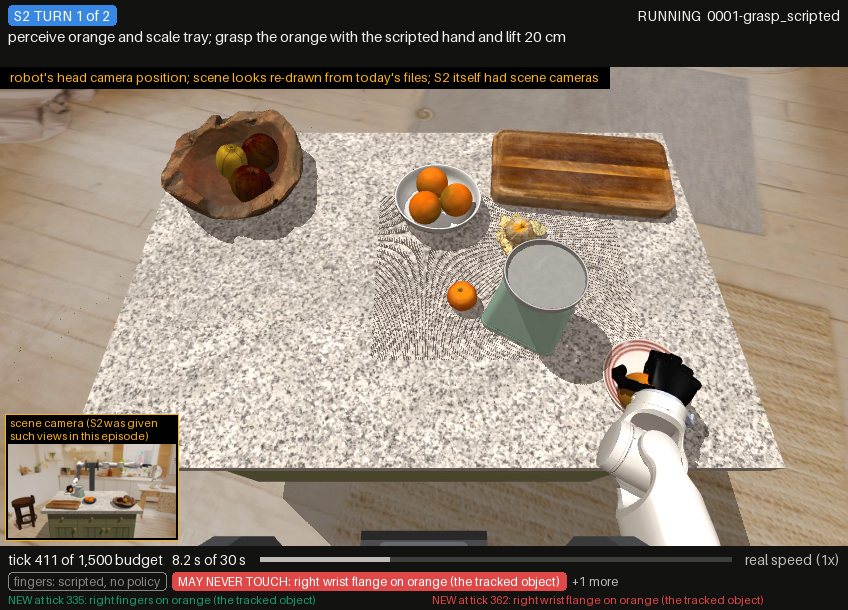 S2 TURN 1 of 2
RUNNING 0001-grasp_scripted
perceive orange and scale tray; grasp the orange with the scripted hand and lift 20 cm
robot's head camera position; scene looks re-drawn from today's files; S2 itself had scene cameras
scene camera (S2 was given
such views in this episode)
tick 411 of 1,500 budget 8.2 s of 30 s
real speed (1x)
fingers: scripted, no policy
MAY NEVER TOUCH: right wrist flange on orange (the tracked object)
+1 more
NEW at tick 335: right fingers on orange (the tracked object)
NEW at tick 362: right wrist flange on orange (the tracked object)